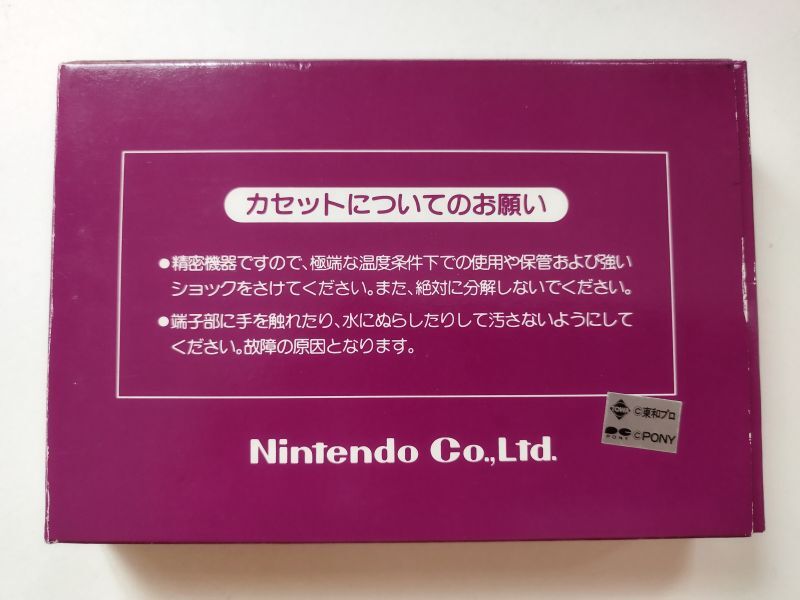 カセットについてのお願い
●精密機器ですので、極端な温度条件下での使用や保管および強い
ショックをさけてください。また、絶対に分解しないでください。
●端子部に手を触れたり、水にぬらしたりして汚さないようにして
ください。故障の原因となります。
TOWA ©東和プロ
PONY ©PONY
Nintendo Co.,Ltd.